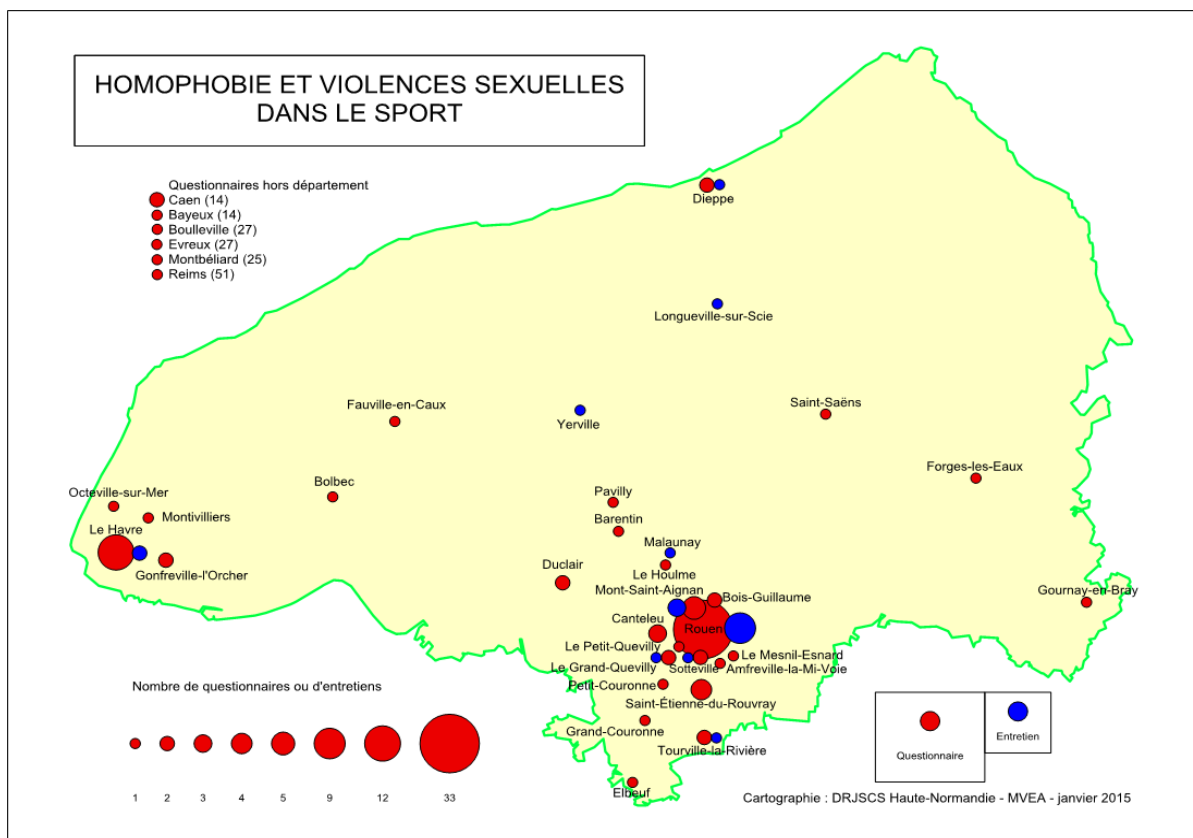 HOMOPHOBIE ET VIOLENCES SEXUELLES
DANS LE SPORT
Questionnaires hors département
Caen (14)
Bayeux (14)
Boulleville (27)
Evreux (27)
Montbéliard (25)
Reims (51)
Dieppe
Longueville-sur-Scie
Fauville-en-Caux
Yerville
Saint-Saëns
Forges-les-Eaux
Bolbec
Octeville-sur-Mer
Montivilliers
Pavilly
Le Havre
Barentin
Malaunay
Gonfreville-l'Orcher
Duclair
Le Houlme
Mont-Saint-Aignan
Bois-Guillaume
Gournay-en-Bray
Canteleu
Rouen
Le Petit-Quevilly
Le Mesnil-Esnard
Le Grand-Quevilly
Sotteville
Amfreville-la-Mi-Voie
Petit-Couronne
Saint-Étienne-du-Rouvray
Grand-Couronne
Tourville-la-Rivière
Elbeuf
Nombre de questionnaires ou d'entretiens
1 2 3 4 5 9 12 33
Questionnaire
Entretien
Cartographie : DRJSCS Haute-Normandie - MVEA - janvier 2015